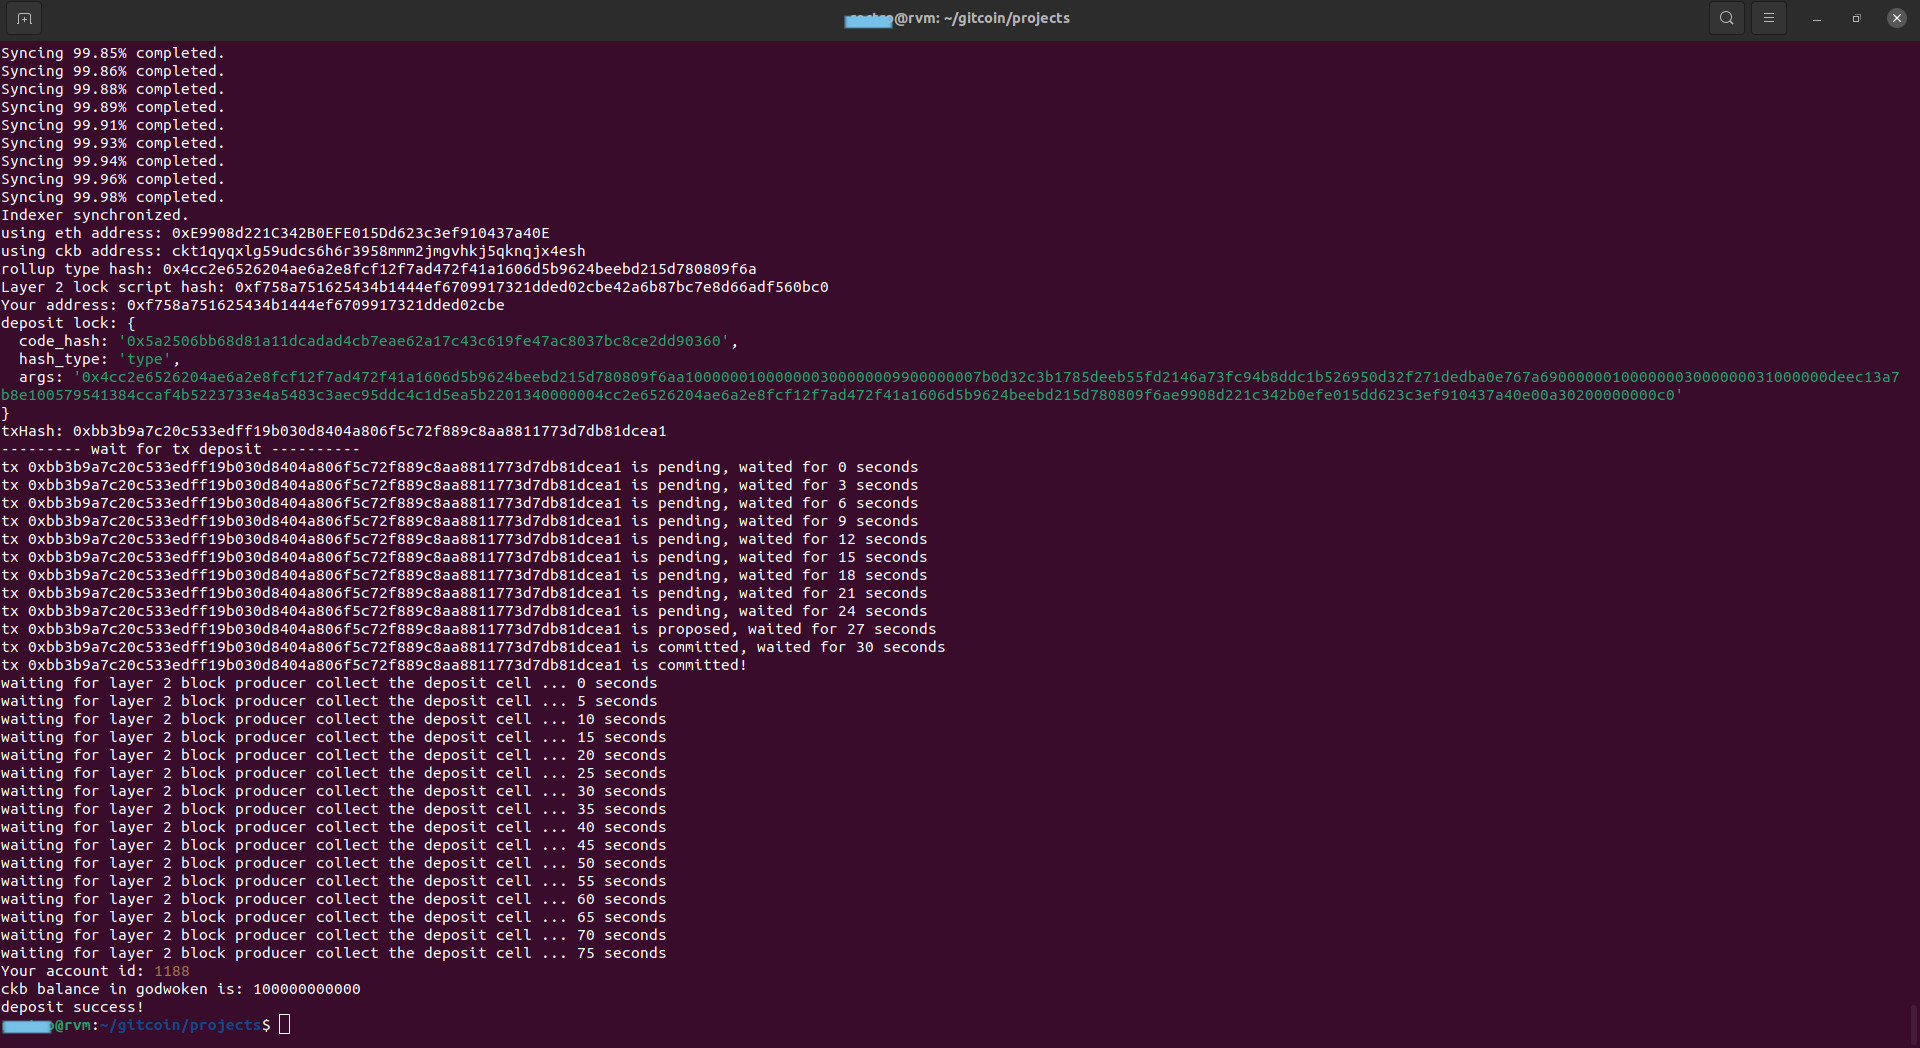 @rvm: ~/gitcoin/projects
Syncing 99.85% completed.
Syncing 99.86% completed.
Syncing 99.88% completed.
Syncing 99.89% completed.
Syncing 99.91% completed.
Syncing 99.93% completed.
Syncing 99.94% completed.
Syncing 99.96% completed.
Syncing 99.98% completed.
Indexer synchronized.
using eth address: 0xE9908d221C342B0EFE015Dd623c3ef910437a40E
using ckb address: ckt1qyqxlg59udcs6h6r3958mmm2jmgvhkj5qknqjx4esh
rollup type hash: 0x4cc2e6526204ae6a2e8fcf12f7ad472f41a1606d5b9624beebd215d780809f6a
Layer 2 lock script hash: 0xf758a751625434b1444ef6709917321dded02cbe42a6b87bc7e8d66adf560bc0
Your address: 0xf758a751625434b1444ef6709917321dded02cbe
deposit lock: {
  code_hash: '0x5a2506bb68d81a11dcadad4cb7eae62a17c43c619fe47ac8037bc8ce2dd90360',
  hash_type: 'type',
  args: '0x4cc2e6526204ae6a2e8fcf12f7ad472f41a1606d5b9624beebd215d780809f6aa10000001000000030000000990000007b0d32c3b1785deeb55fd2146a73fc94b8ddc1b526950d32f271dedba0e767a690000000100000003000000031000000deec13a7
b8e100579541384ccaf4b5223733e4a5483c3aec95ddc4c1d5ea5b2201340000004cc2e6526204ae6a2e8fcf12f7ad472f41a1606d5b9624beebd215d780809f6ae9908d221c342b0efe015dd623c3ef910437a40e00a30200000000c0'
}
txHash: 0xbb3b9a7c20c533edff19b030d8404a806f5c72f889c8aa8811773d7db81dcea1
--------- wait for tx deposit ----------
tx 0xbb3b9a7c20c533edff19b030d8404a806f5c72f889c8aa8811773d7db81dcea1 is pending, waited for 0 seconds
tx 0xbb3b9a7c20c533edff19b030d8404a806f5c72f889c8aa8811773d7db81dcea1 is pending, waited for 3 seconds
tx 0xbb3b9a7c20c533edff19b030d8404a806f5c72f889c8aa8811773d7db81dcea1 is pending, waited for 6 seconds
tx 0xbb3b9a7c20c533edff19b030d8404a806f5c72f889c8aa8811773d7db81dcea1 is pending, waited for 9 seconds
tx 0xbb3b9a7c20c533edff19b030d8404a806f5c72f889c8aa8811773d7db81dcea1 is pending, waited for 12 seconds
tx 0xbb3b9a7c20c533edff19b030d8404a806f5c72f889c8aa8811773d7db81dcea1 is pending, waited for 15 seconds
tx 0xbb3b9a7c20c533edff19b030d8404a806f5c72f889c8aa8811773d7db81dcea1 is pending, waited for 18 seconds
tx 0xbb3b9a7c20c533edff19b030d8404a806f5c72f889c8aa8811773d7db81dcea1 is pending, waited for 21 seconds
tx 0xbb3b9a7c20c533edff19b030d8404a806f5c72f889c8aa8811773d7db81dcea1 is pending, waited for 24 seconds
tx 0xbb3b9a7c20c533edff19b030d8404a806f5c72f889c8aa8811773d7db81dcea1 is proposed, waited for 27 seconds
tx 0xbb3b9a7c20c533edff19b030d8404a806f5c72f889c8aa8811773d7db81dcea1 is committed, waited for 30 seconds
tx 0xbb3b9a7c20c533edff19b030d8404a806f5c72f889c8aa8811773d7db81dcea1 is committed!
waiting for layer 2 block producer collect the deposit cell ... 0 seconds
waiting for layer 2 block producer collect the deposit cell ... 5 seconds
waiting for layer 2 block producer collect the deposit cell ... 10 seconds
waiting for layer 2 block producer collect the deposit cell ... 15 seconds
waiting for layer 2 block producer collect the deposit cell ... 20 seconds
waiting for layer 2 block producer collect the deposit cell ... 25 seconds
waiting for layer 2 block producer collect the deposit cell ... 30 seconds
waiting for layer 2 block producer collect the deposit cell ... 35 seconds
waiting for layer 2 block producer collect the deposit cell ... 40 seconds
waiting for layer 2 block producer collect the deposit cell ... 45 seconds
waiting for layer 2 block producer collect the deposit cell ... 50 seconds
waiting for layer 2 block producer collect the deposit cell ... 55 seconds
waiting for layer 2 block producer collect the deposit cell ... 60 seconds
waiting for layer 2 block producer collect the deposit cell ... 65 seconds
waiting for layer 2 block producer collect the deposit cell ... 70 seconds
waiting for layer 2 block producer collect the deposit cell ... 75 seconds
Your account id: 1188
ckb balance in godwoken is: 100000000000
deposit success!
@rvm:~/gitcoin/projects$